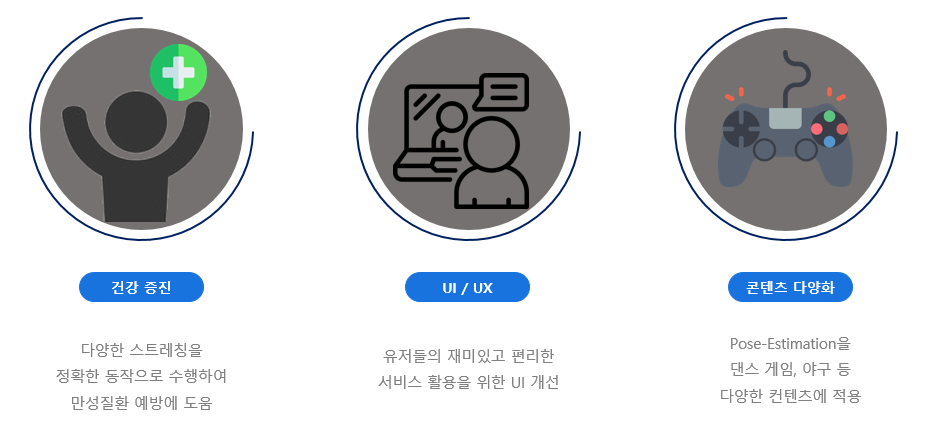 건강 증진
다양한 스트레칭을
정확한 동작으로 수행하여
만성질환 예방에 도움
UI / UX
유저들의 재미있고 편리한
서비스 활용을 위한 UI 개선
콘텐츠 다양화
Pose-Estimation을
댄스 게임, 야구 등
다양한 컨텐츠에 적용